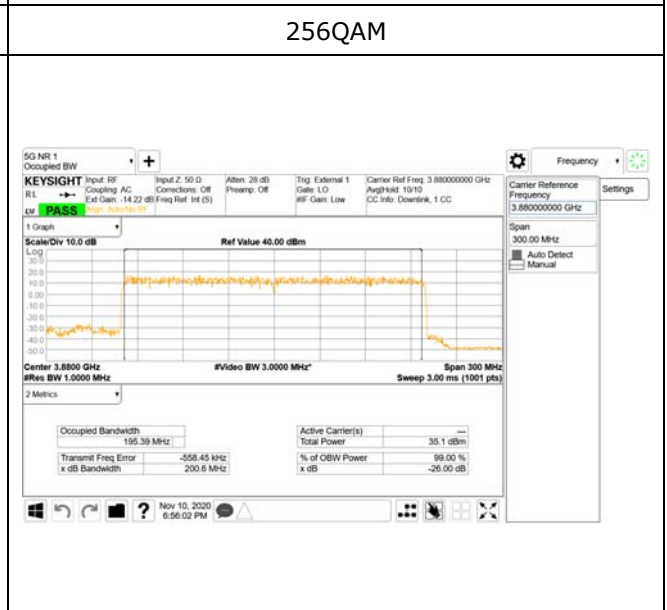 256QAM
5G NR 1
Occupied BW
Frequency
KEYSIGHT Input: RF Input Z: 50 Ω Atten: 28 dB Trig: External 1 Carrier Ref Freq: 3.880000000 GHz
RL Coupling: AC Corrections: Off Preamp: Off Gate: LO Avg|Hold: 10/10
Ext Gain: -14.22 dB Freq Ref: Int (S) #IF Gain: Low CC Info: Downlink, 1 CC
PASS Align: Auto/No RF
Carrier Reference
Frequency
3.880000000 GHz
Settings
Span
300.00 MHz
Auto Detect
Manual
1 Graph
Scale/Div 10.0 dB Ref Value 40.00 dBm
Log
30.0
20.0
10.0
0.00
-10.0
-20.0
-30.0
-40.0
-50.0
Center 3.8800 GHz #Video BW 3.0000 MHz* Span 300 MHz
#Res BW 1.0000 MHz Sweep 3.00 ms (1001 pts)
2 Metrics
Occupied Bandwidth
195.39 MHz
Transmit Freq Error -558.45 kHz
x dB Bandwidth 200.6 MHz
Active Carrier(s) ---
Total Power 35.1 dBm
% of OBW Power 99.00 %
x dB -26.00 dB
Nov 10, 2020
6:56:02 PM